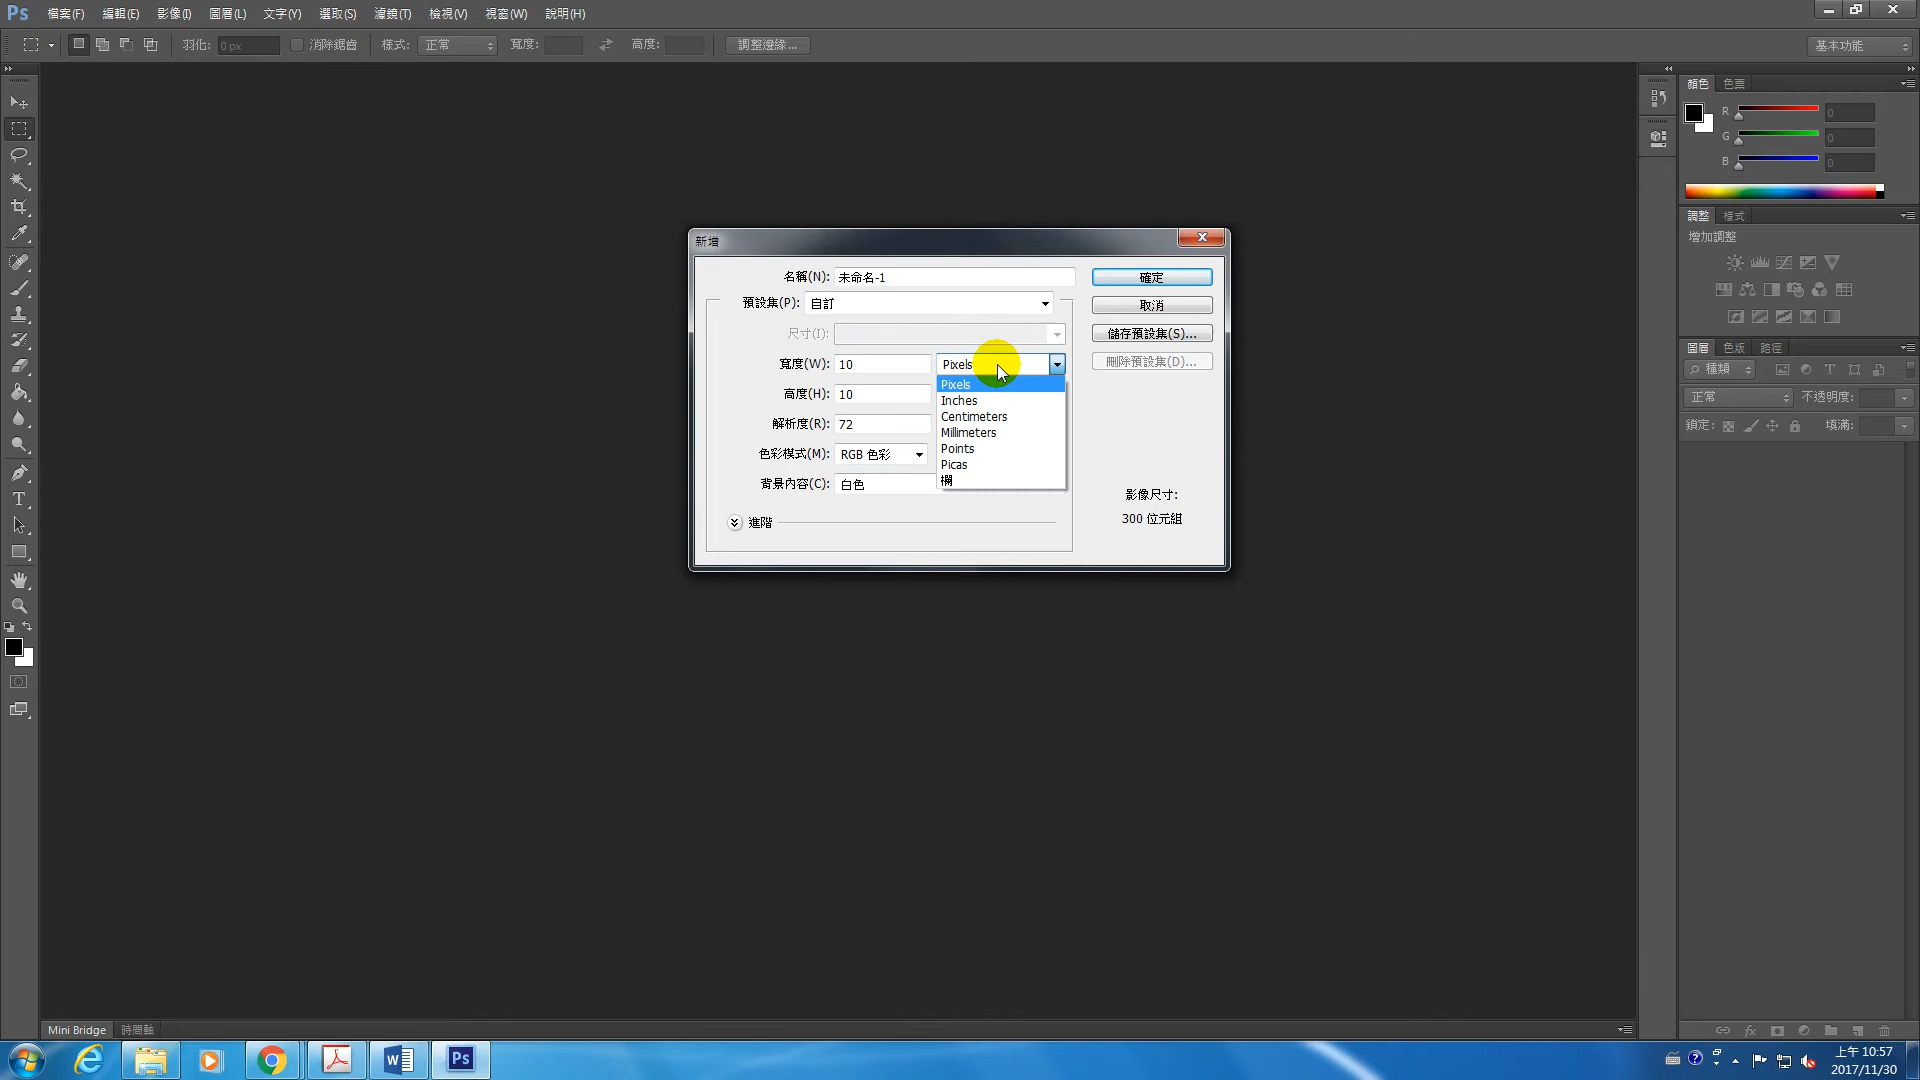 Ps 檔案(F) 編輯(E) 影像(I) 圖層(L) 文字(Y) 選取(S) 濾鏡(T) 檢視(V) 視窗(W) 說明(H)
羽化: 0 px 消除鋸齒 樣式: 正常 寬度: 高度: 調整邊緣... 基本功能
顏色 色票
R 0
G 0
B 0
調整 樣式
增加調整
圖層 色版 路徑
種類
正常 不透明度:
鎖定: 填滿:
新增
名稱(N): 未命名-1 確定
預設集(P): 自訂 取消
尺寸(I): 儲存預設集(S)...
寬度(W): 10 Pixels 刪除預設集(D)...
Pixels
高度(H): 10 Inches
Centimeters
解析度(R): 72 Millimeters
Points
色彩模式(M): RGB 色彩 Picas
背景內容(C): 白色 欄
影像尺寸:
300 位元組
進階
Mini Bridge 時間軸
上午 10:57
2017/11/30